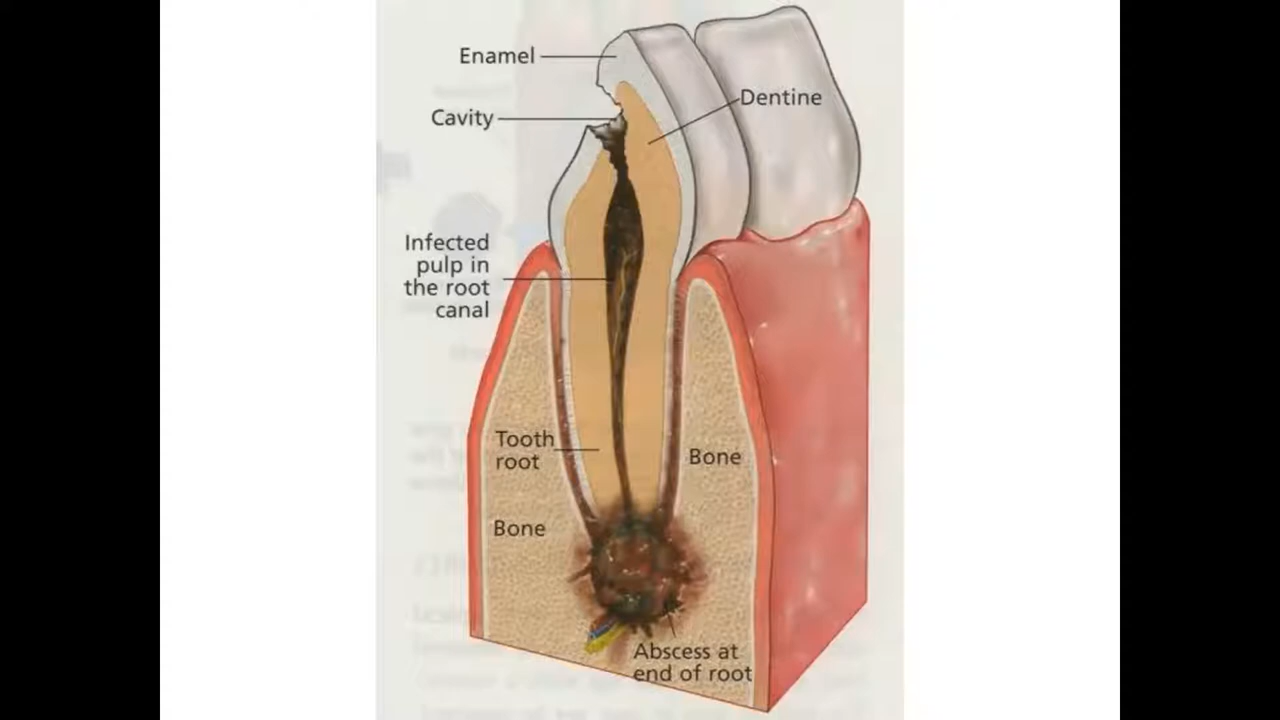 Enamel
Dentine
Cavity
Infected
pulp in
the root
canal
Tooth
root
Bone
Bone
Abscess at
end of root